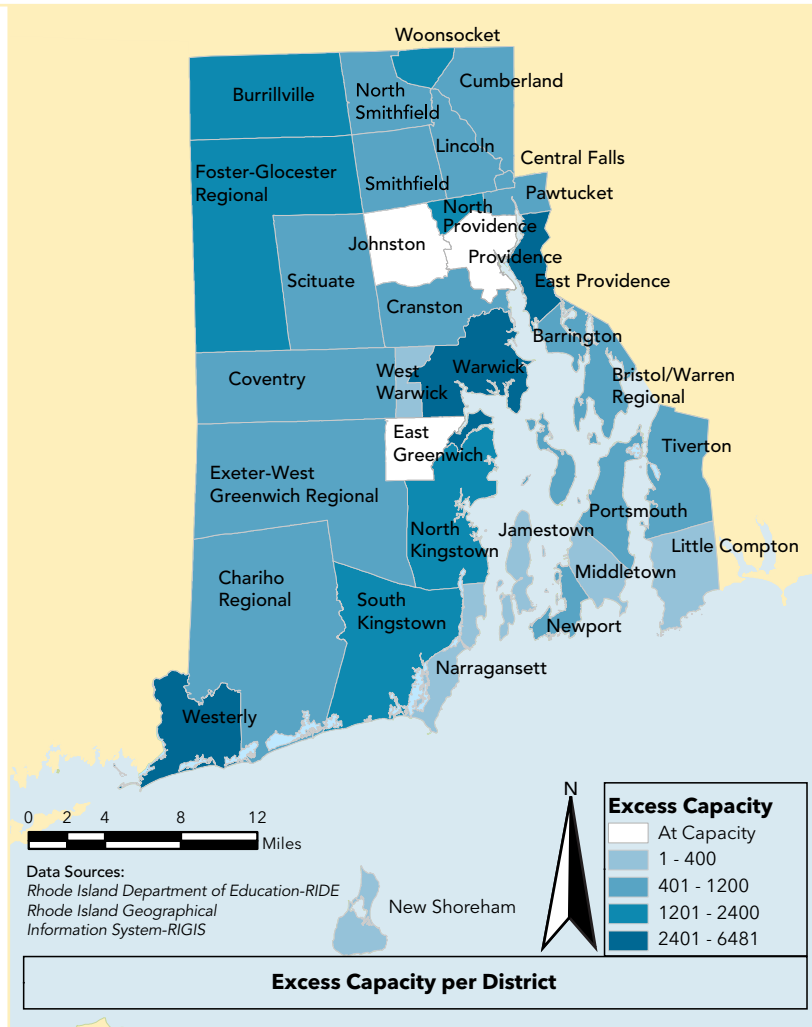 Woonsocket
Burrillville
North
Smithfield
Cumberland
Lincoln
Central Falls
Foster-Glocester
Regional
Smithfield
Pawtucket
North
Providence
Johnston
Providence
Scituate
East Providence
Cranston
Barrington
Coventry
West
Warwick
Warwick
Bristol/Warren
Regional
East
Greenwich
Tiverton
Exeter-West
Greenwich Regional
Portsmouth
North
Kingstown
Jamestown
Little Compton
Chariho
Regional
Middletown
South
Kingstown
Newport
Narragansett
Westerly
0 2 4 8 12
Miles
Data Sources:
Rhode Island Department of Education-RIDE
Rhode Island Geographical
Information System-RIGIS
New Shoreham
N
Excess Capacity
At Capacity
1 - 400
401 - 1200
1201 - 2400
2401 - 6481
Excess Capacity per District